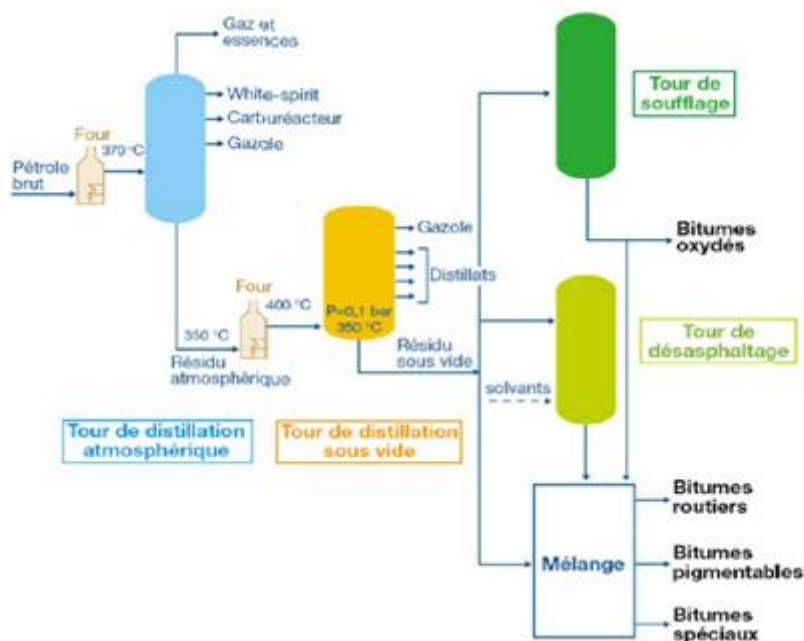 Gaz et
essences
White-spirit
Carburéacteur
Gazole
Four
370 °C
Pétrole
brut
Tour de
soufflage
Bitumes
oxydés
Gazole
Distillats
Four
400 °C
P=0,1 bar
350 °C
350 °C
Résidu
atmosphérique
Résidu
sous vide
Tour de
désasphaltage
solvants
Tour de distillation
atmosphérique
Tour de distillation
sous vide
Mélange
Bitumes
routiers
Bitumes
pigmentables
Bitumes
spéciaux